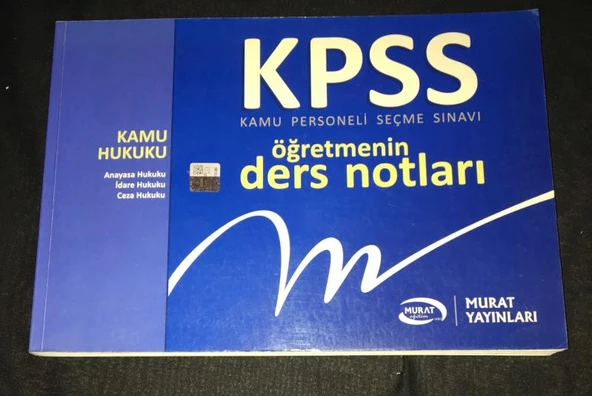 KPSS
KAMU PERSONELİ SEÇME SINAVI
öğretmenin
ders notları
KAMU
HUKUKU
Anayasa Hukuku
İdare Hukuku
Ceza Hukuku
MURAT
eğitim
MURAT
YAYINLARI